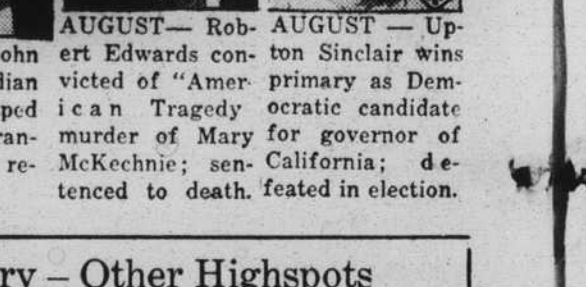 ohn
dian
ped
ran-
re-
AUGUST— Rob-
ert Edwards con-
victed of “Amer-
ican Tragedy
murder of Mary
McKechnie; sen-
tenced to death.
AUGUST — Up-
ton Sinclair wins
primary as Dem-
ocratic candidate
for governor of
California; de-
feated in election.
ry – Other Highspots